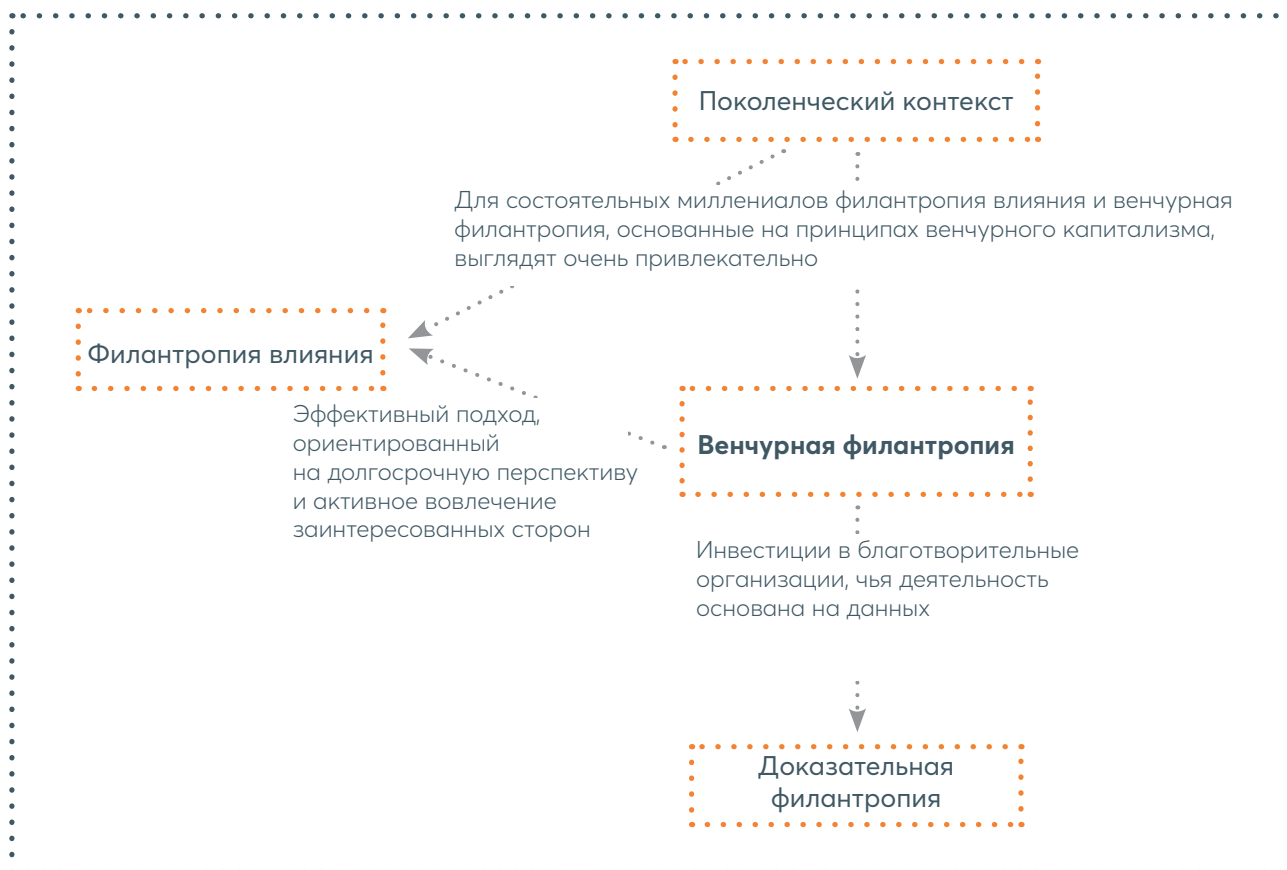 Поколенческий контекст
Для состоятельных миллениалов филантропия влияния и венчурная
филантропия, основанные на принципах венчурного капитализма,
выглядят очень привлекательно
Филантропия влияния
Эффективный подход,
ориентированный
на долгосрочную перспективу
и активное вовлечение
заинтересованных сторон
Венчурная филантропия
Инвестиции в благотворительные
организации, чья деятельность
основана на данных
Доказательная
филантропия